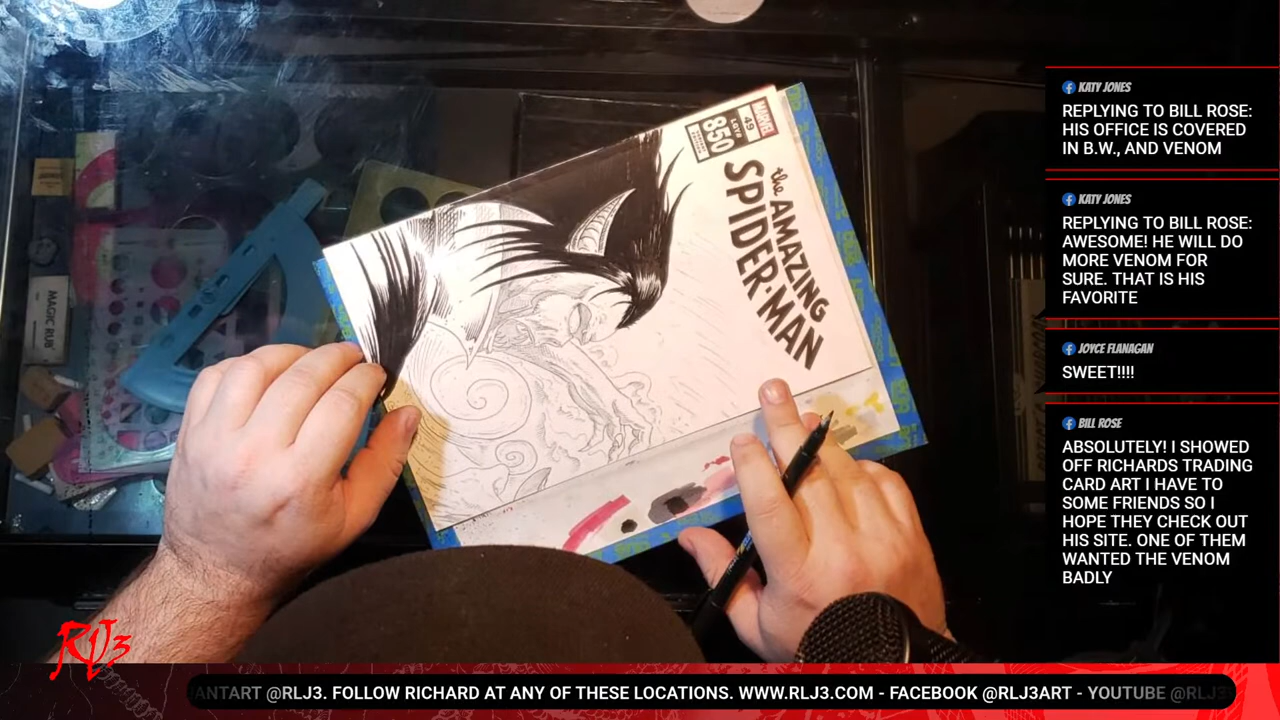 MARVEL
49
LGY#
850
the AMAZING
SPIDER-MAN
MAGIC RUB
KATY JONES
REPLYING TO BILL ROSE:
HIS OFFICE IS COVERED
IN B.W., AND VENOM
KATY JONES
REPLYING TO BILL ROSE:
AWESOME! HE WILL DO
MORE VENOM FOR
SURE. THAT IS HIS
FAVORITE
JOYCE FLANAGAN
SWEET!!!!
BILL ROSE
ABSOLUTELY! I SHOWED
OFF RICHARDS TRADING
CARD ART I HAVE TO
SOME FRIENDS SO I
HOPE THEY CHECK OUT
HIS SITE. ONE OF THEM
WANTED THE VENOM
BADLY
RLJ3
ANTART @RLJ3. FOLLOW RICHARD AT ANY OF THESE LOCATIONS. WWW.RLJ3.COM - FACEBOOK @RLJ3ART - YOUTUBE @RLJ3